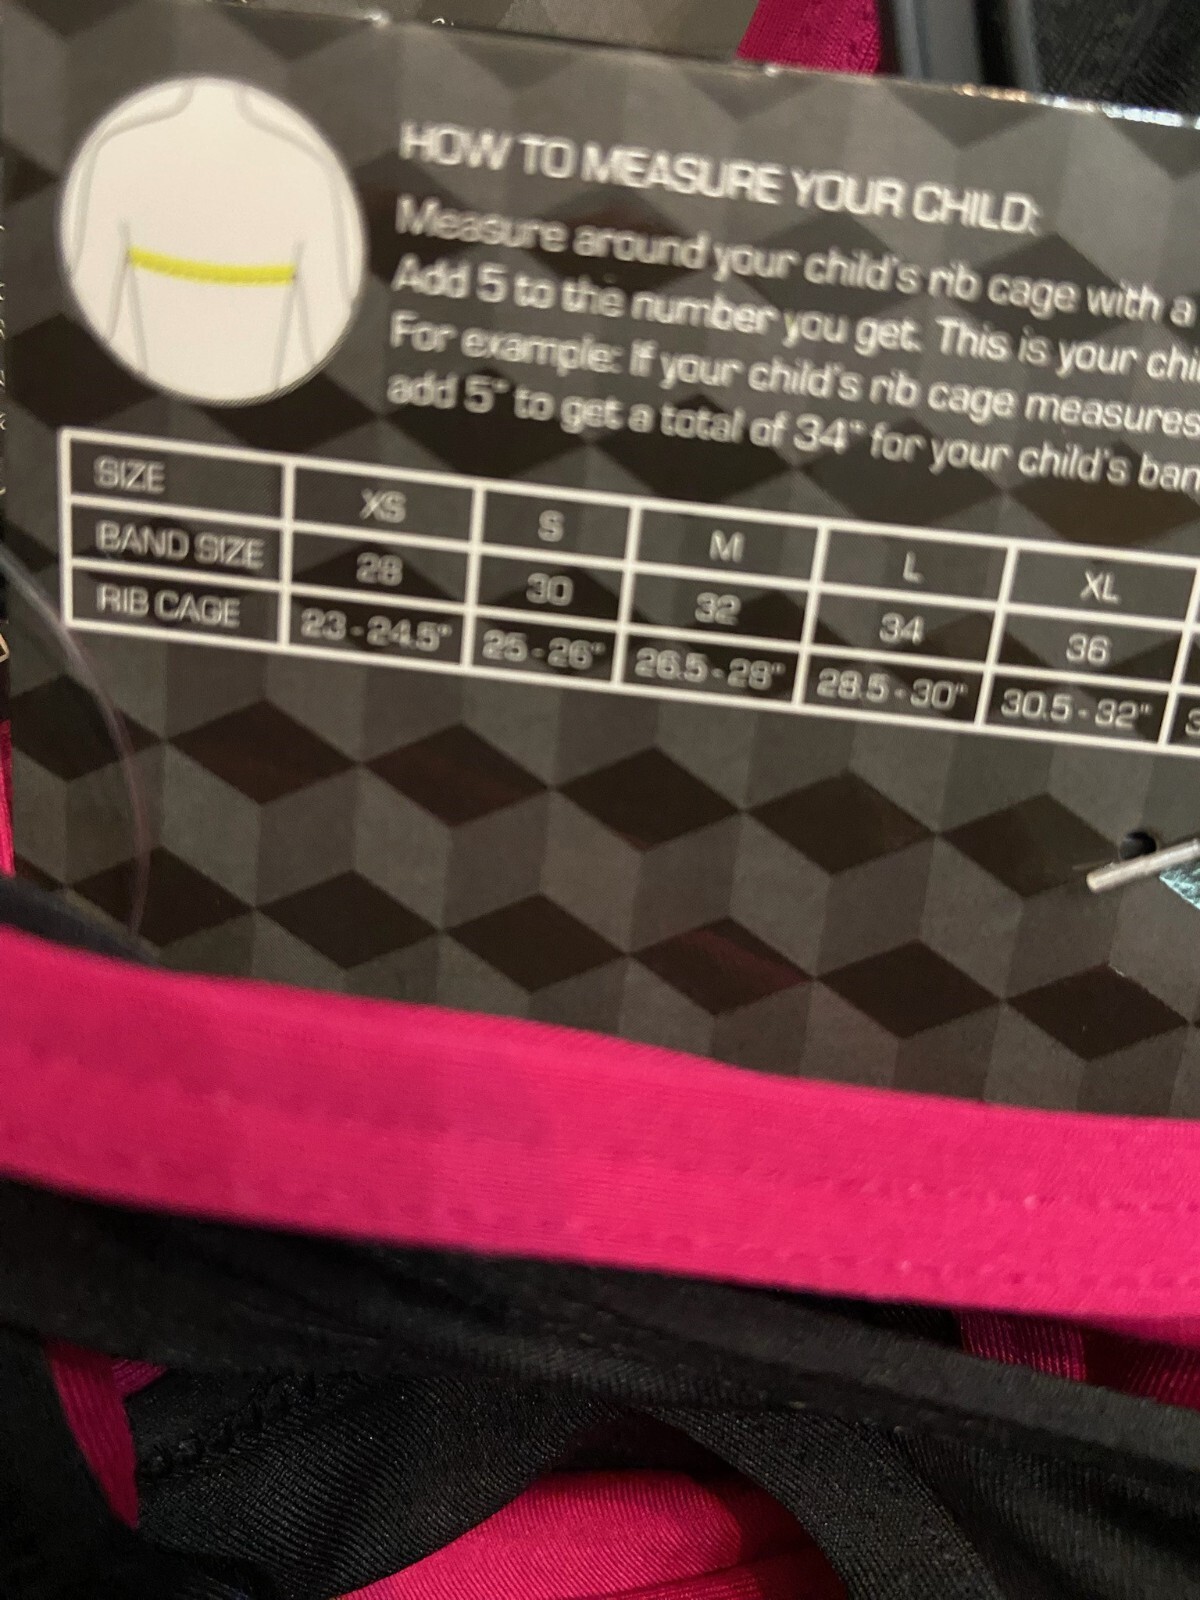 HOW TO MEASURE YOUR CHILD:
Measure around your child's rib cage with a
Add 5 to the number you get. This is your
For example: If your child's rib cage measures
add 5" to get a total of 34" for your child's
SIZE XS S M L XL
BAND SIZE 28 30 32 34 36
RIB CAGE 23 - 24.5" 25 - 26" 26.5 - 28" 28.5 - 30" 30.5 - 32"